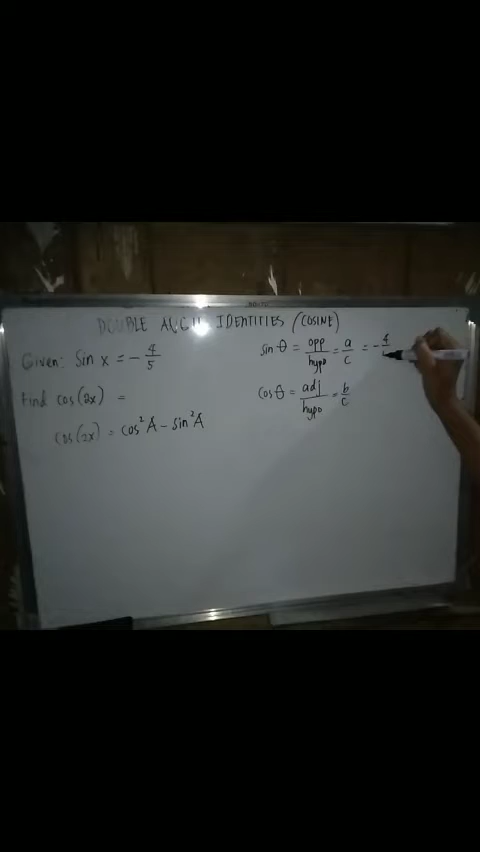 DOUBLE ANGLE IDENTITIES (COSINE)
Given: Sin x = - 4/5
Find cos(2x) =
cos(2x) = cos²A - sin²A
sin θ = opp/hypo = a/c = - 4
cos θ = adj/hypo = b/c